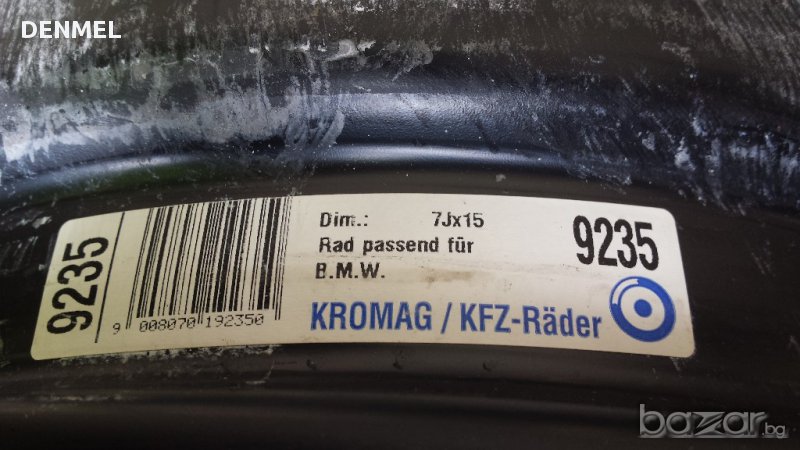 DENMEL
9235
9 008070 192350
Dim.: 7Jx15
Rad passend für
B.M.W.
9235
KROMAG / KFZ-Räder
bazar.bg